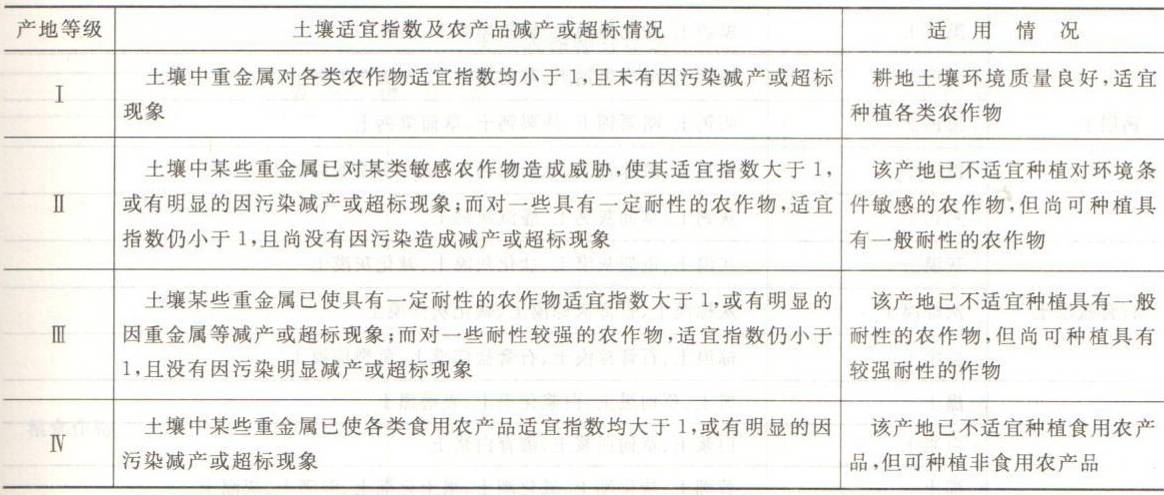 产地等级 土壤适宜指数及农产品减产或超标情况 适用情况
Ⅰ
土壤中重金属对各类农作物适宜指数均小于1,且未有因污染减产或超标
现象
耕地土壤环境质量良好,适宜
种植各类农作物
Ⅱ
土壤中某些重金属已对某类敏感农作物造成威胁,使其适宜指数大于1,
或有明显的因污染减产或超标现象;而对一些具有一定耐性的农作物,适宜
指数仍小于1,且尚没有因污染造成减产或超标现象
该产地已不适宜种植对环境条
件敏感的农作物,但尚可种植具
有一般耐性的农作物
Ⅲ
土壤某些重金属已使具有一定耐性的农作物适宜指数大于1,或有明显的
因重金属等减产或超标现象;而对一些耐性较强的农作物,适宜指数仍小于
1,且没有因污染明显减产或超标现象
该产地已不适宜种植具有一般
耐性的农作物,但尚可种植具有
较强耐性的作物
Ⅳ
土壤中某些重金属已使各类食用农产品适宜指数均大于1,或有明显的因
污染减产或超标现象
该产地已不适宜种植食用农产
品,但可种植非食用农产品